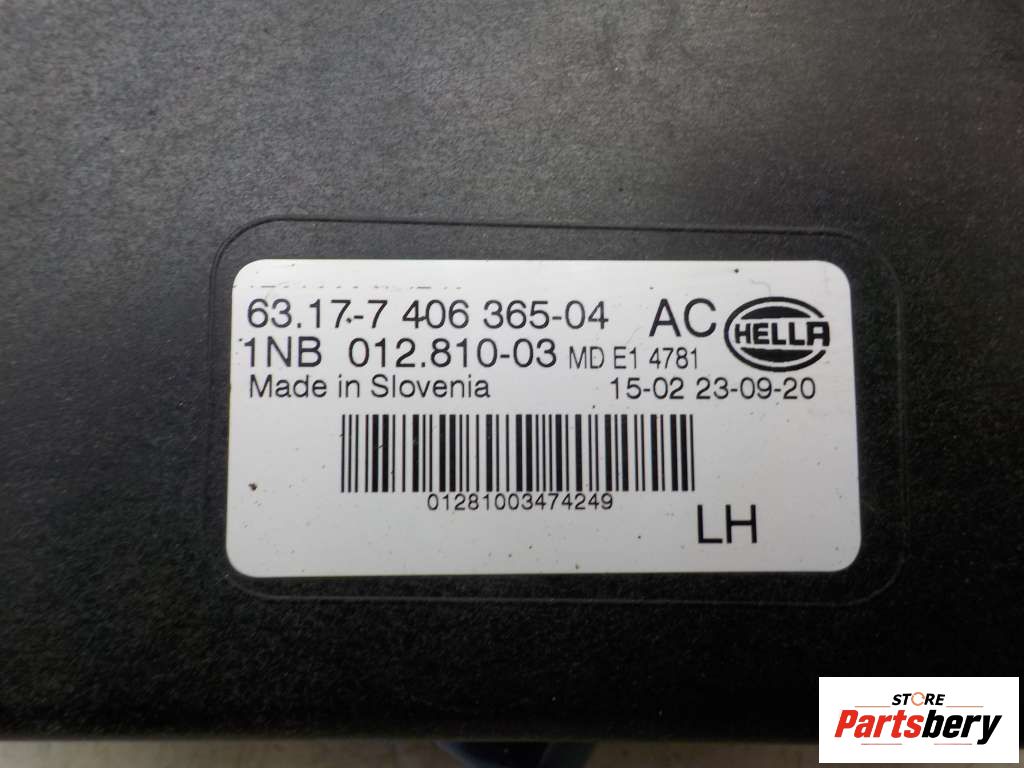 63.17-7 406 365-04 AC HELLA
1NB 012.810-03 MD E1 4781
Made in Slovenia 15-02 23-09-20
01281003474249
LH
STORE
Partsbery